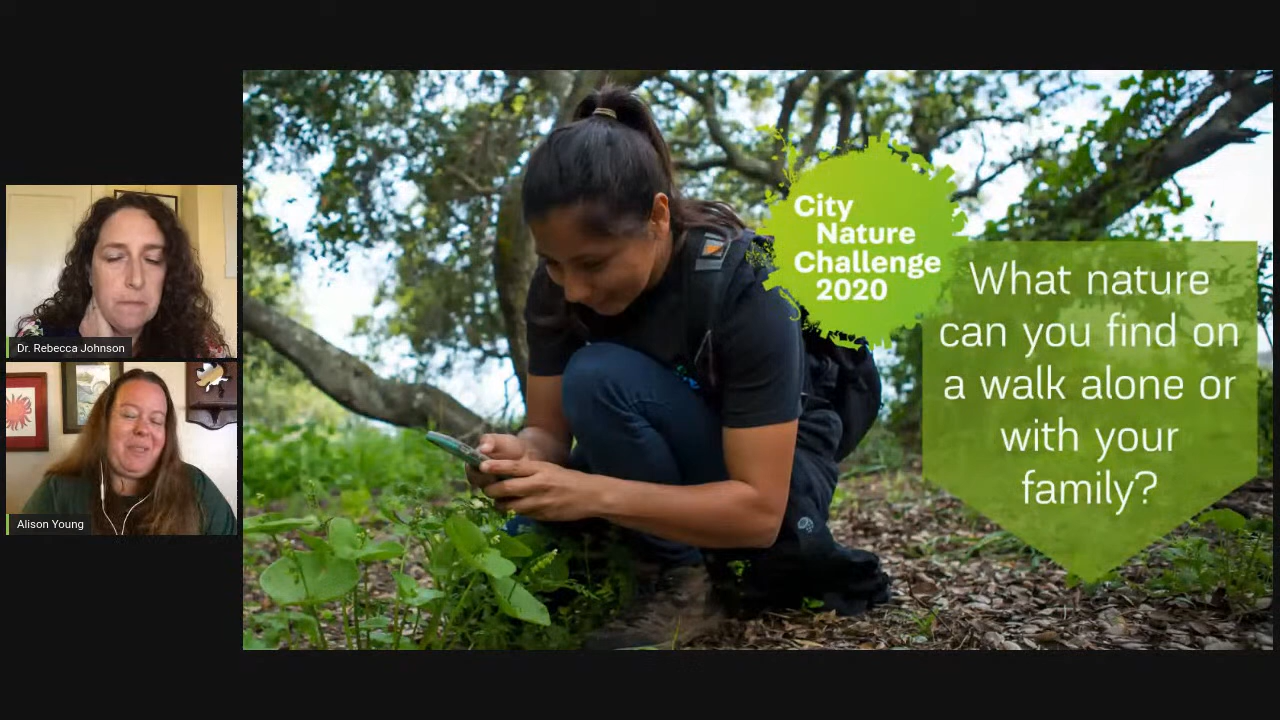 Dr. Rebecca Johnson
Alison Young
City
Nature
Challenge
2020
What nature
can you find on
a walk alone or
with your
family?